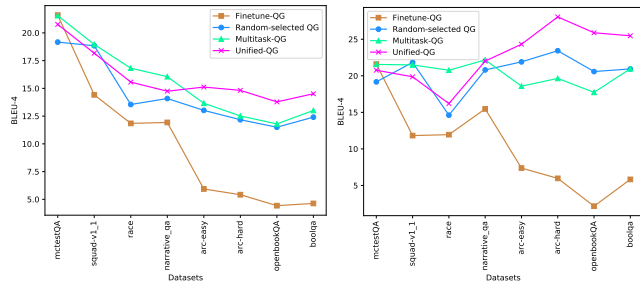 20.0
17.5
15.0
12.5
10.0
7.5
5.0
BLEU-4
Finetune-QG
Random-selected QG
Multitask-QG
Unified-QG
mctestQA
squad-v1_1
race
narrative_qa
arc-easy
arc-hard
openbookQA
boolqa
Datasets
25
20
15
10
5
BLEU-4
Finetune-QG
Random-selected QG
Multitask-QG
Unified-QG
mctestQA
squad-v1_1
race
narrative_qa
arc-easy
arc-hard
openbookQA
boolqa
Datasets